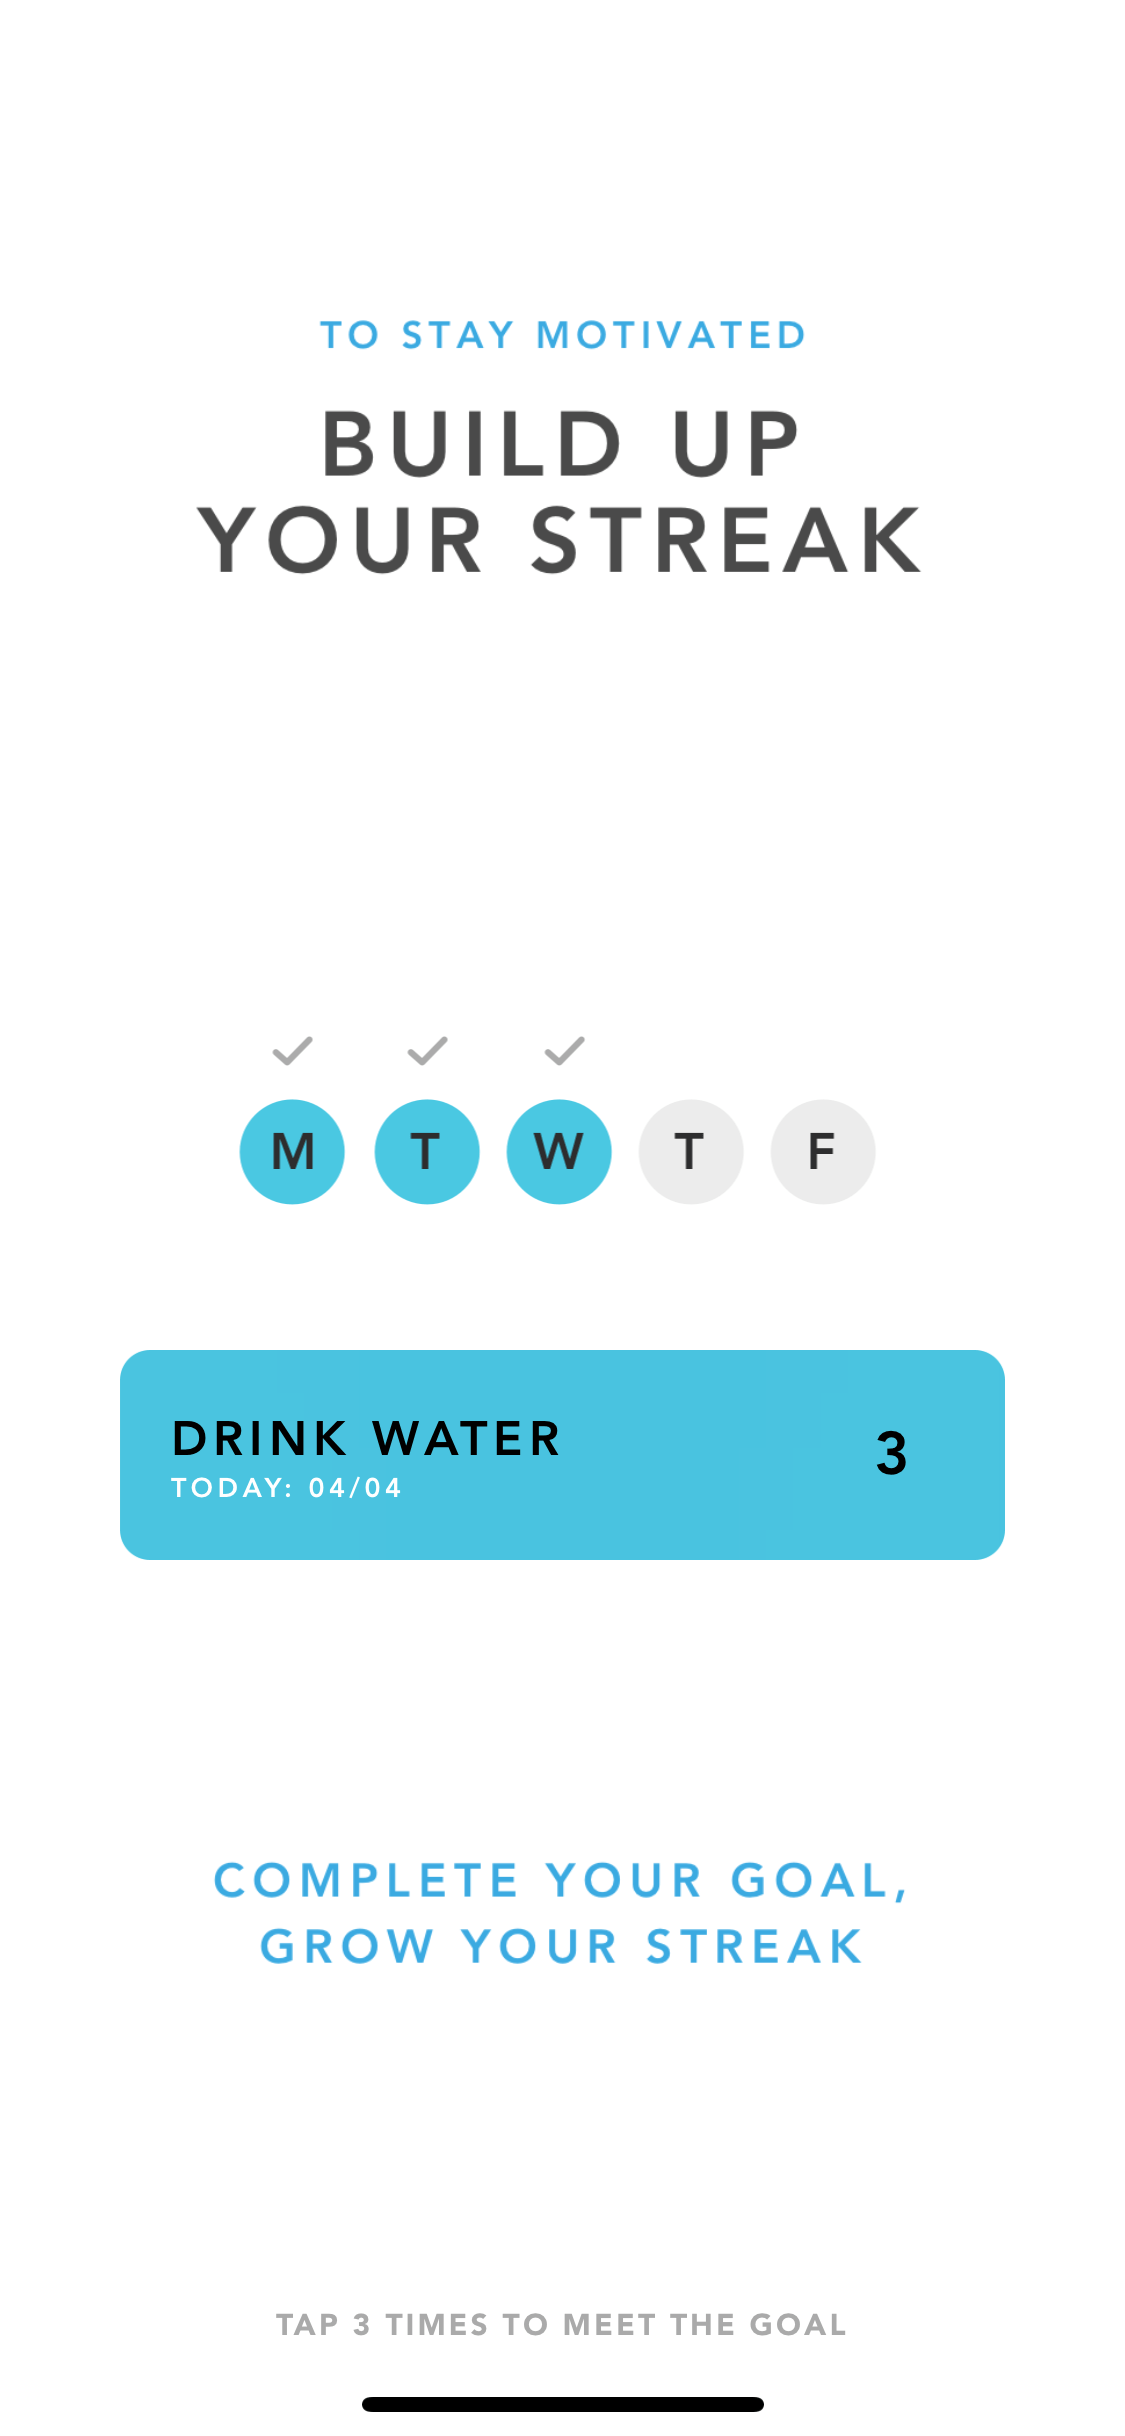 TO STAY MOTIVATED
BUILD UP
YOUR STREAK
M T W T F
DRINK WATER 3
TODAY: 04/04
COMPLETE YOUR GOAL,
GROW YOUR STREAK
TAP 3 TIMES TO MEET THE GOAL